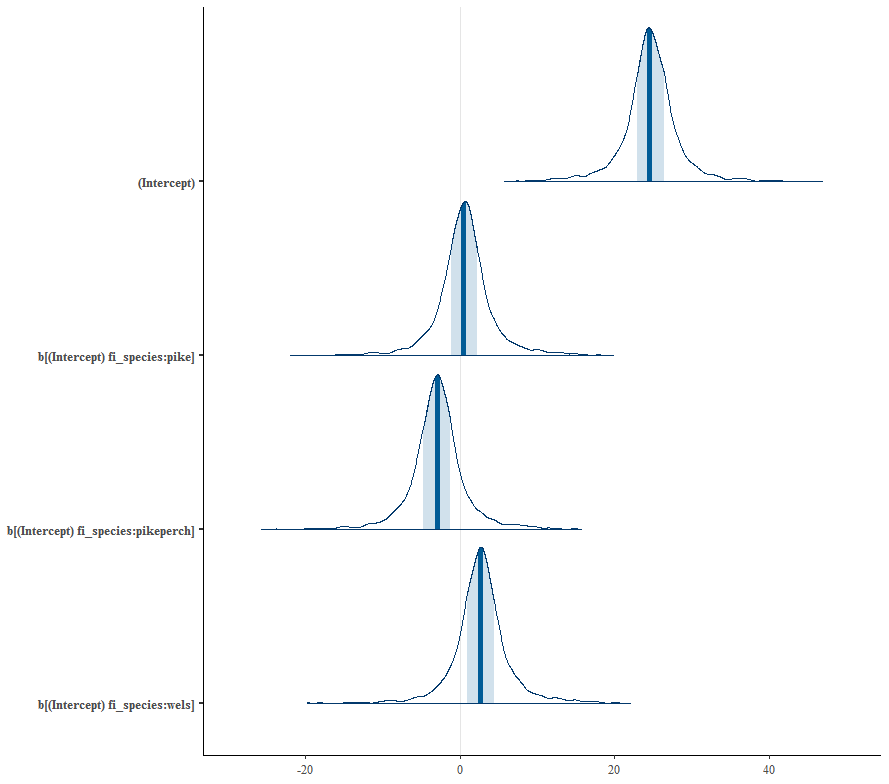 (Intercept)
b[(Intercept) fi_species:pike]
b[(Intercept) fi_species:pikeperch]
b[(Intercept) fi_species:wels]
-20 0 20 40